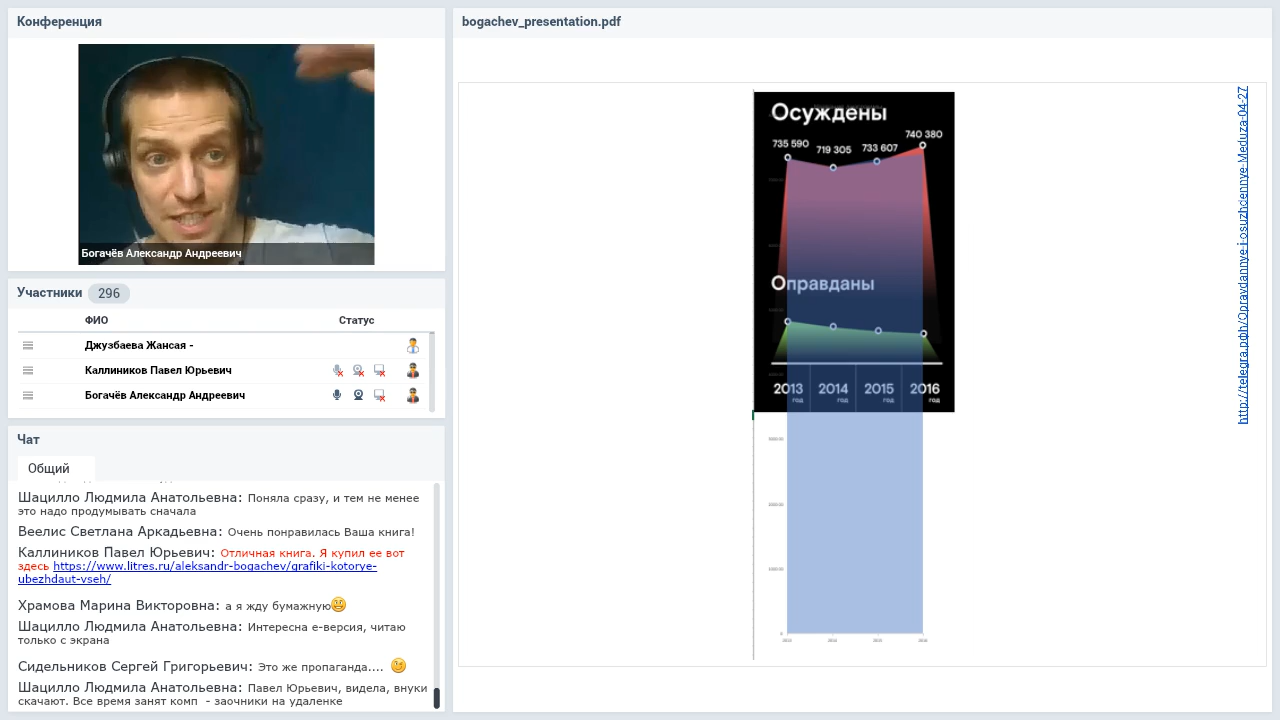 Конференция
Богачёв Александр Андреевич
Участники 296
ФИО Статус
Джузбаева Жансая -
Каллиников Павел Юрьевич
Богачёв Александр Андреевич
Чат
Общий
Шацилло Людмила Анатольевна: Поняла сразу, и тем не менее
это надо продумывать сначала
Веелис Светлана Аркадьевна: Очень понравилась Ваша книга!
Каллиников Павел Юрьевич: Отличная книга. Я купил ее вот
здесь https://www.litres.ru/aleksandr-bogachev/grafiki-kotorye-
ubezhdaut-vseh/
Храмова Марина Викторовна: а я жду бумажную
Шацилло Людмила Анатольевна: Интересна е-версия, читаю
только с экрана
Сидельников Сергей Григорьевич: Это же пропаганда....
Шацилло Людмила Анатольевна: Павел Юрьевич, видела, внуки
скачают. Все время занят комп - заочники на удаленке
bogachev_presentation.pdf
Осуждены
735 590 719 305 733 607 740 380
Оправданы
2013 2014 2015 2016
год год год год
http://telegra.ph/Opravdannye-i-osuzhdennye-Meduza-04-27